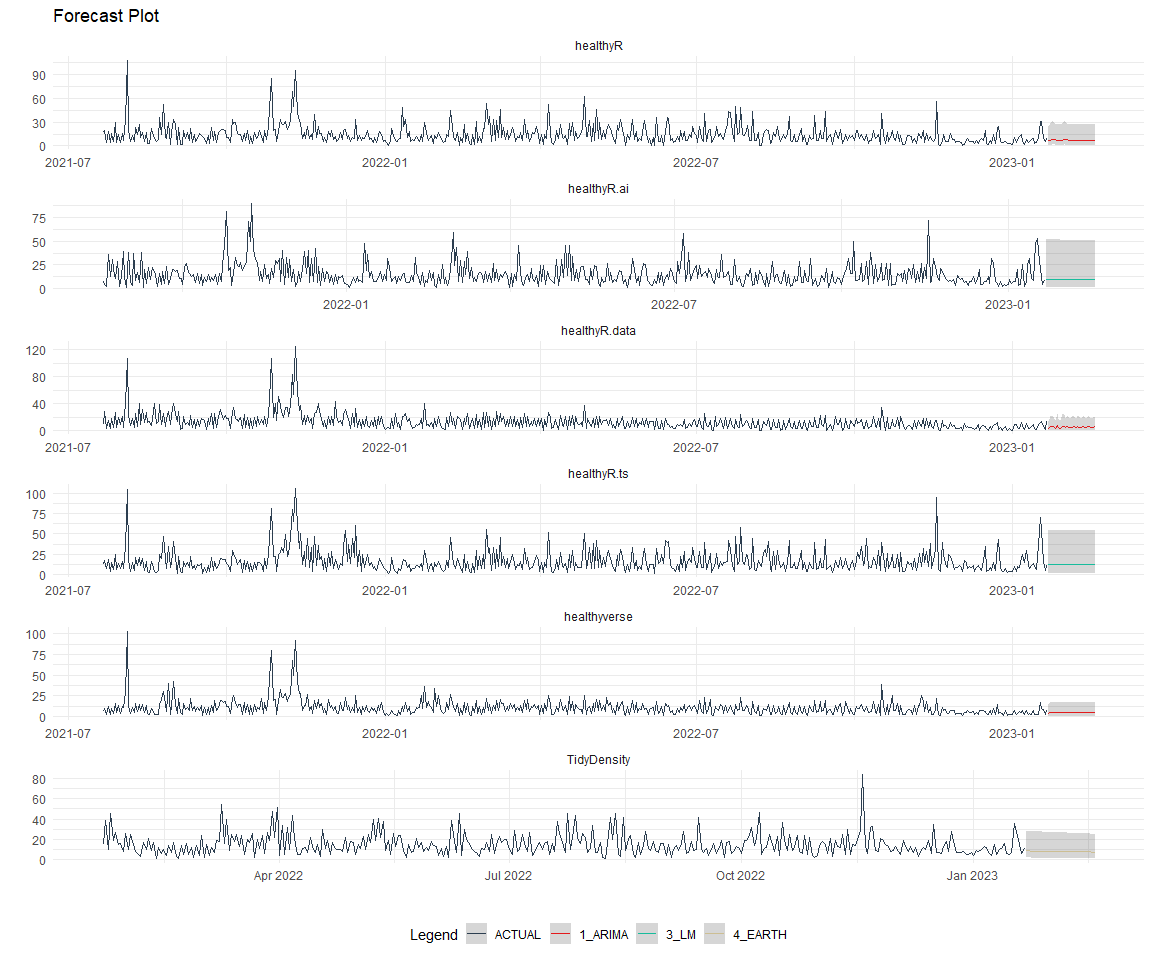 Forecast Plot
healthyR
90
60
30
0
2021-07 2022-01 2022-07 2023-01
healthyR.ai
75
50
25
0
2022-01 2022-07 2023-01
healthyR.data
120
80
40
0
2021-07 2022-01 2022-07 2023-01
healthyR.ts
100
75
50
25
0
2021-07 2022-01 2022-07 2023-01
healthyverse
100
75
50
25
0
2021-07 2022-01 2022-07 2023-01
TidyDensity
80
60
40
20
0
Apr 2022 Jul 2022 Oct 2022 Jan 2023
Legend ACTUAL 1_ARIMA 3_LM 4_EARTH